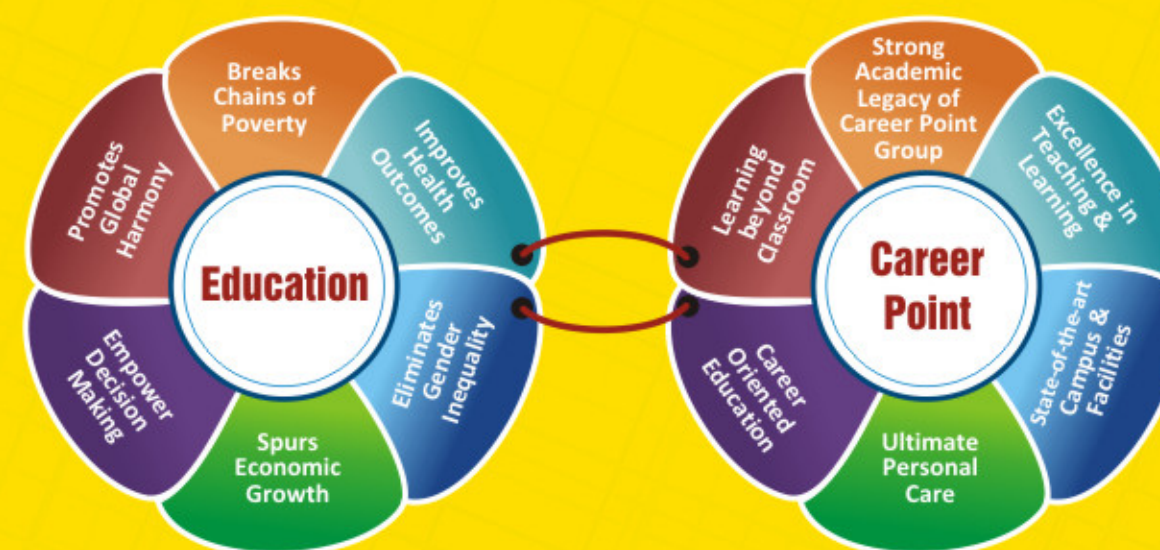 Breaks
Chains of
Poverty
Improves
Health
Outcomes
Eliminates
Gender
Inequality
Spurs
Economic
Growth
Empower
Decision
Making
Promotes
Global
Harmony
Education
Strong
Academic
Legacy of
Career Point
Group
Excellence in
Teaching &
Learning
State-of-the-art
Campus &
Facilities
Ultimate
Personal
Care
Career
Oriented
Education
Learning
beyond
Classroom
Career
Point